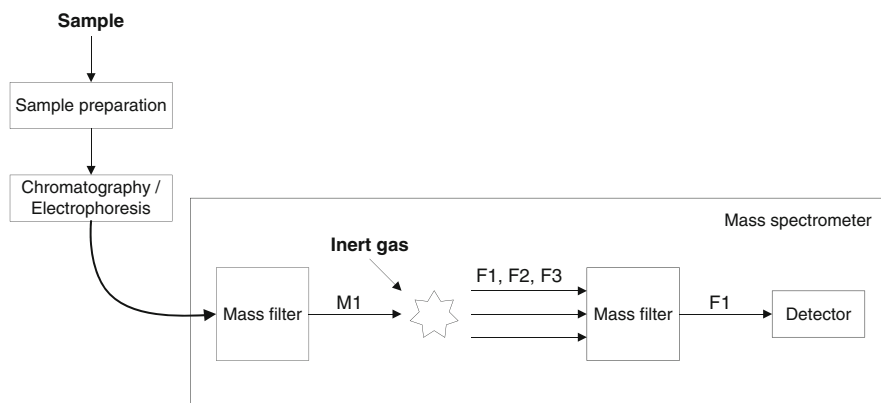 Sample
Sample preparation
Chromatography /
Electrophoresis
Mass spectrometer
Inert gas
F1, F2, F3
Mass filter
M1
Mass filter
F1
Detector